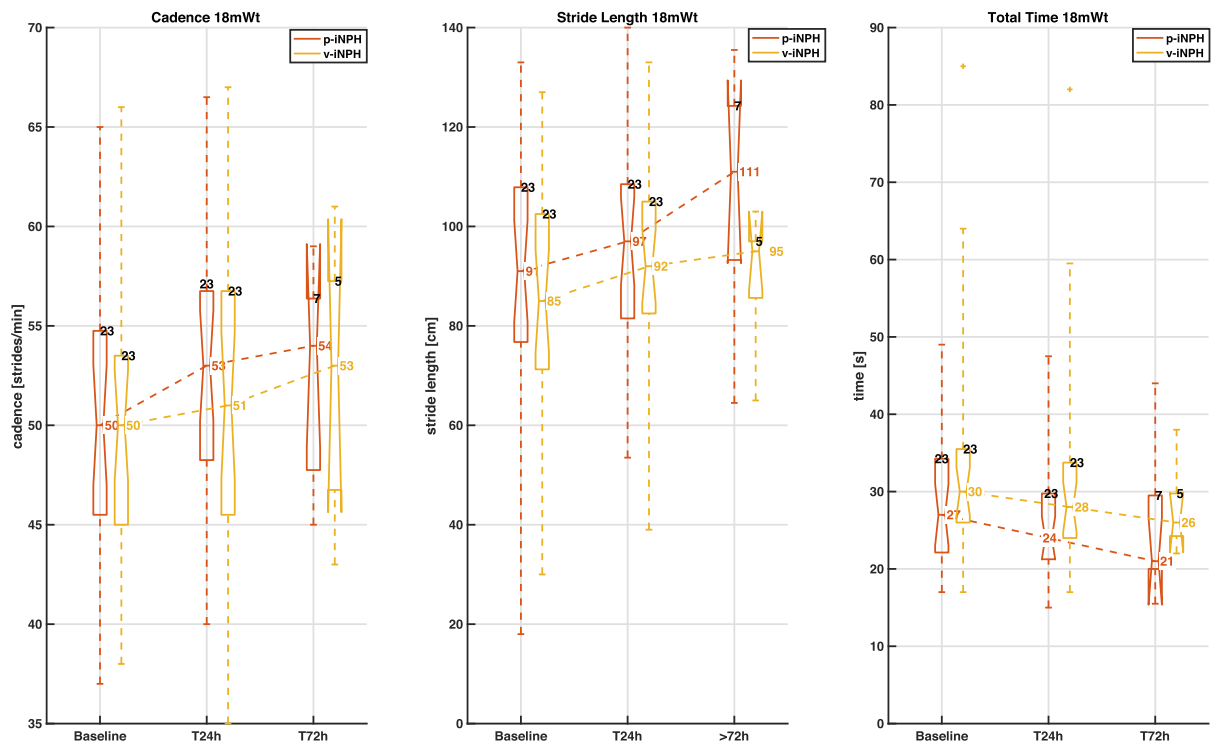 Cadence 18mWt
p-iNPH
v-iNPH
cadence [strides/min]
70
65
60
55
50
45
40
35
23
23
23
23
7
5
50
50
53
51
54
53
Baseline
T24h
T72h
Stride Length 18mWt
p-iNPH
v-iNPH
stride length [cm]
140
120
100
80
60
40
20
0
23
23
23
23
7
5
91
85
97
92
111
95
Baseline
T24h
>72h
Total Time 18mWt
p-iNPH
v-iNPH
time [s]
90
80
70
60
50
40
30
20
10
0
23
23
23
23
7
5
27
30
24
28
21
26
Baseline
T24h
T72h